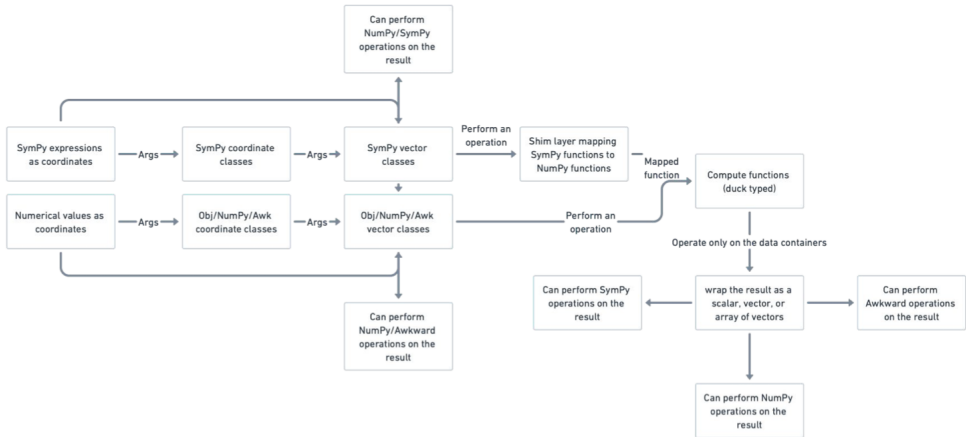 Can perform
NumPy/SymPy
operations on the
result
SymPy expressions
as coordinates
Args
SymPy coordinate
classes
Args
SymPy vector
classes
Perform an
operation
Shim layer mapping
SymPy functions to
NumPy functions
Mapped
function
Compute functions
(duck typed)
Numerical values as
coordinates
Args
Obj/NumPy/Awk
coordinate classes
Args
Obj/NumPy/Awk
vector classes
Perform an
operation
Operate only on the data containers
Can perform
NumPy/Awkward
operations on the
result
Can perform SymPy
operations on the
result
wrap the result as a
scalar, vector, or
array of vectors
Can perform
Awkward operations
on the result
Can perform NumPy
operations on the
result